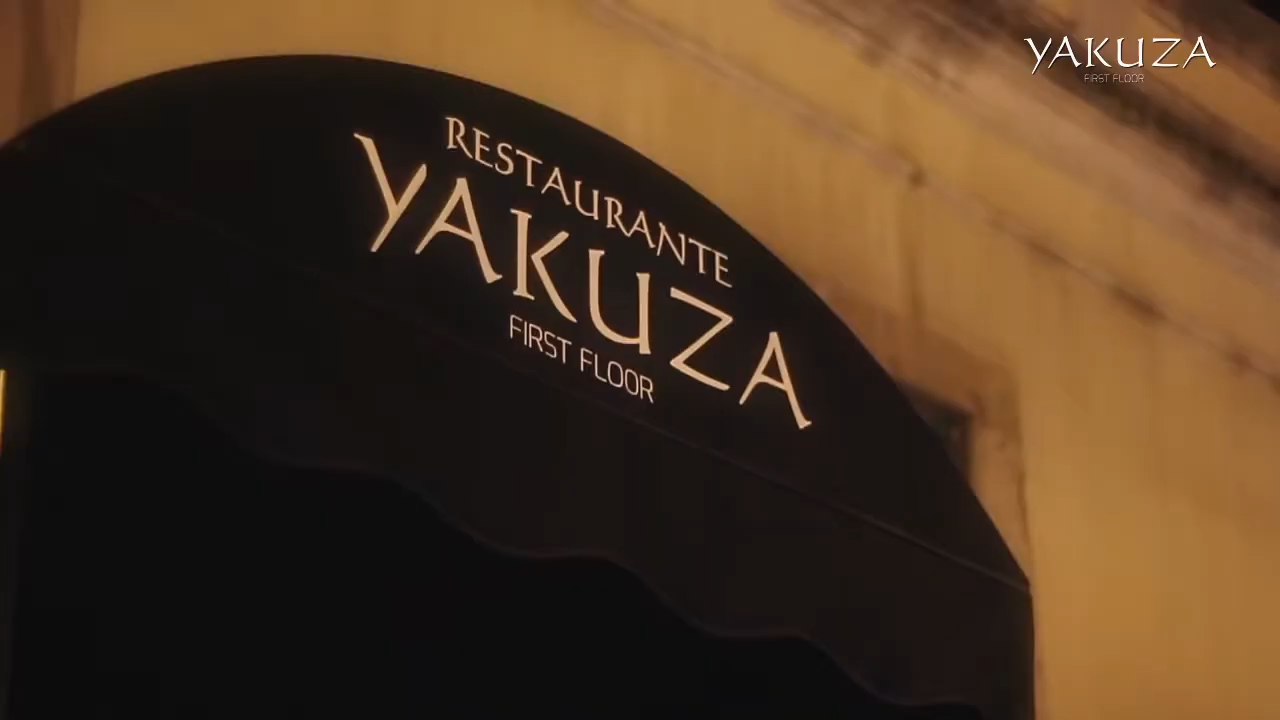 YAKUZA
FIRST FLOOR
RESTAURANTE
YAKUZA
FIRST FLOOR